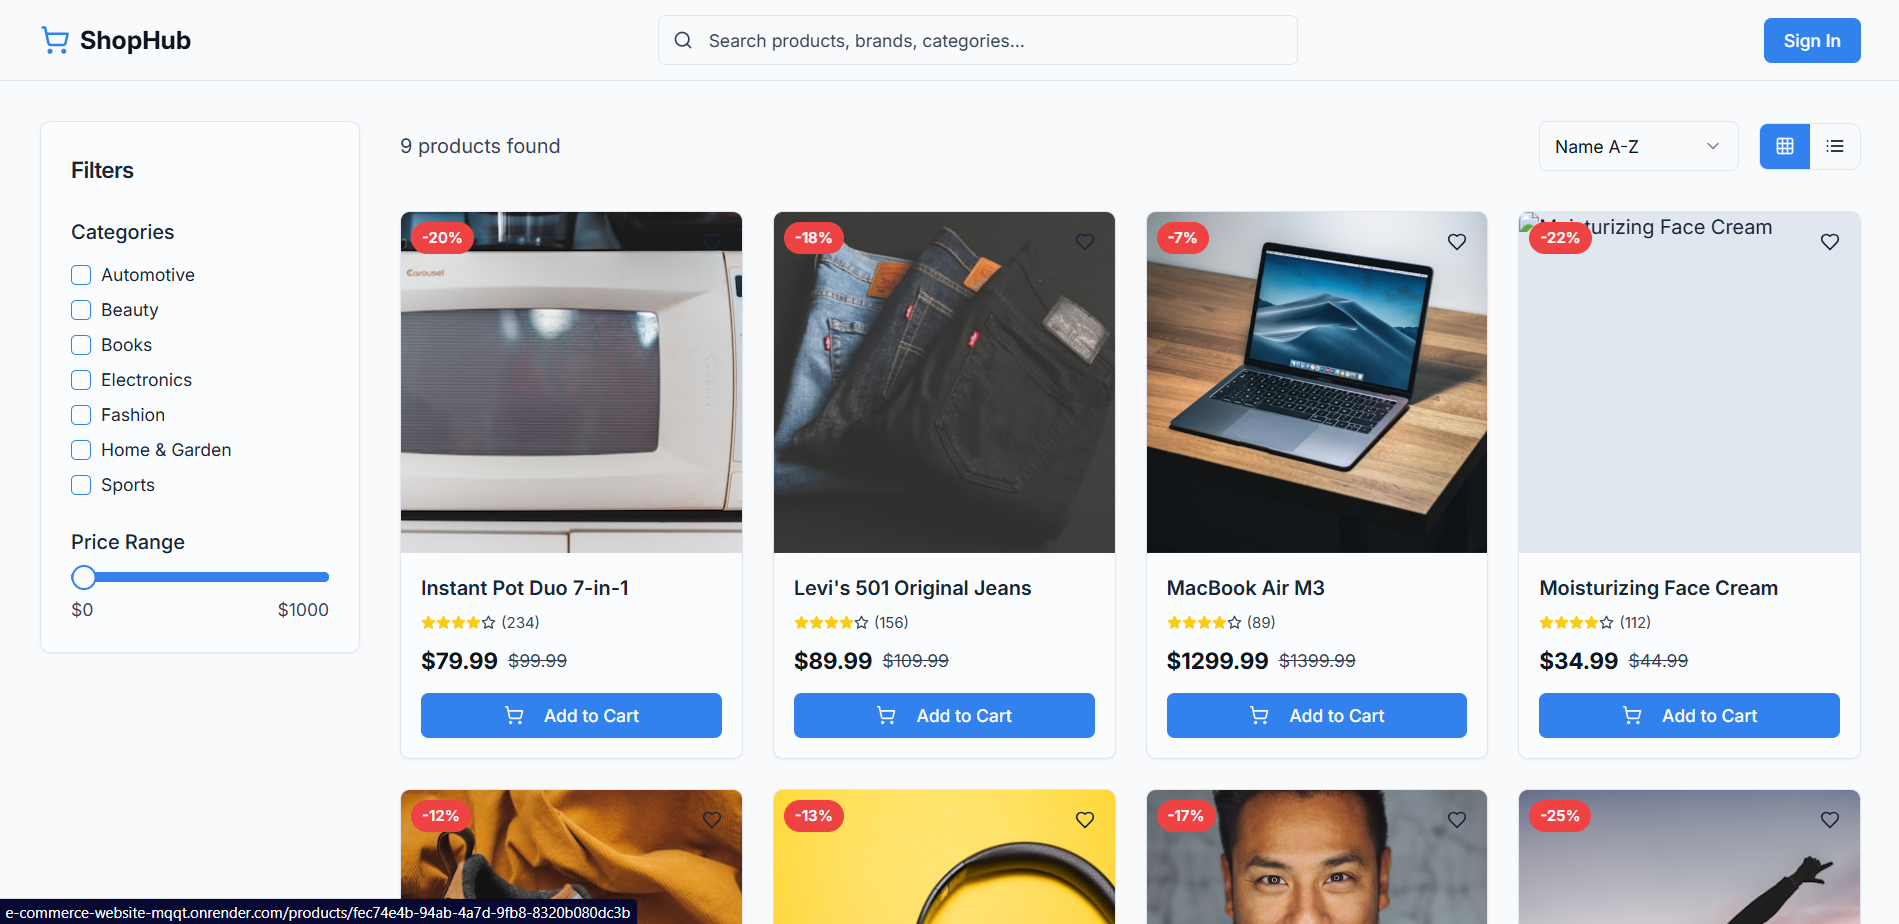 ShopHub
Search products, brands, categories...
Sign In
Filters
Categories
Automotive
Beauty
Books
Electronics
Fashion
Home & Garden
Sports
Price Range
$0 $1000
9 products found
Name A-Z
-20%
Carousel
Instant Pot Duo 7-in-1
(234)
$79.99 $99.99
Add to Cart
-18%
Levi's 501 Original Jeans
(156)
$89.99 $109.99
Add to Cart
-7%
MacBook Air M3
(89)
$1299.99 $1399.99
Add to Cart
-22%
Moisturizing Face Cream
Moisturizing Face Cream
(112)
$34.99 $44.99
Add to Cart
-12%
-13%
-17%
-25%
e-commerce-website-mqqt.onrender.com/products/fec74e4b-94ab-4a7d-9fb8-8320b080dc3b